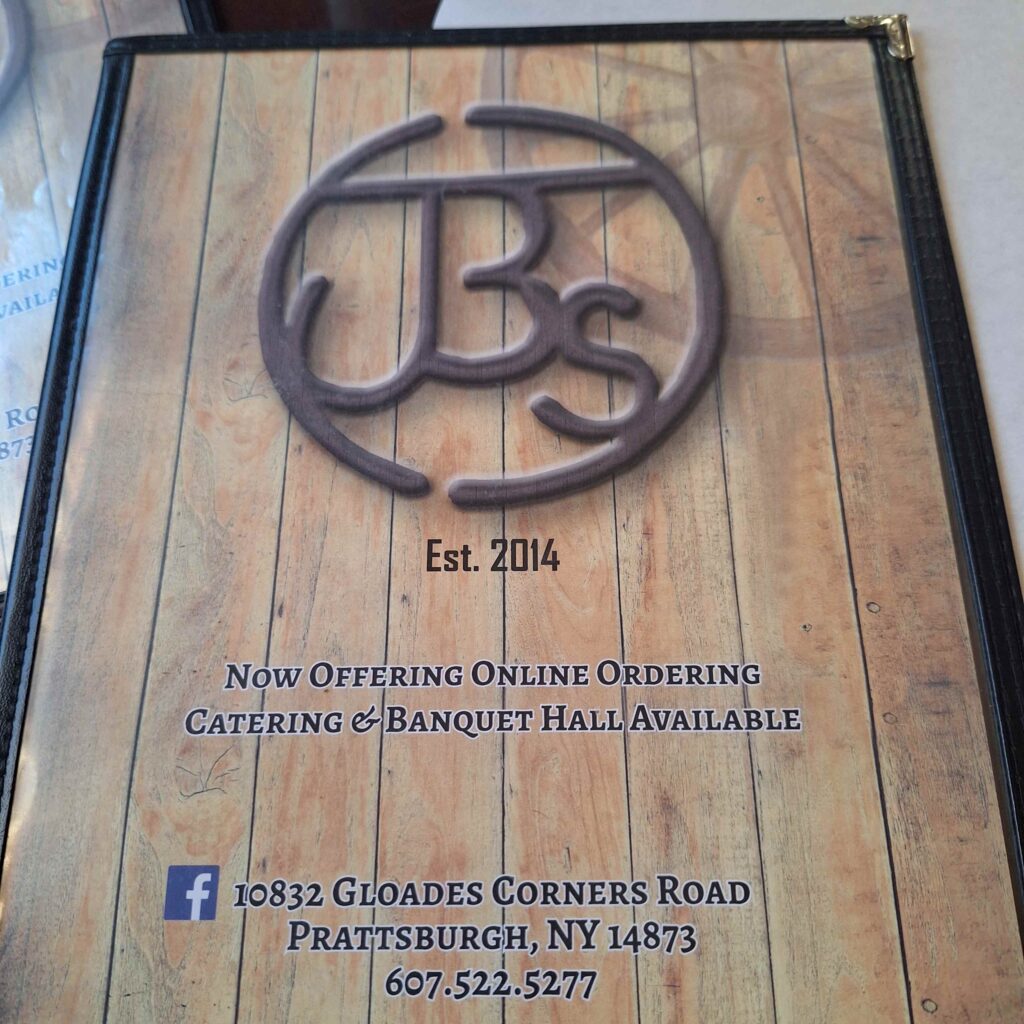 JBs
Est. 2014
Now Offering Online Ordering
Catering & Banquet Hall Available
f 10832 Gloades Corners Road
Prattsburgh, NY 14873
607.522.5277